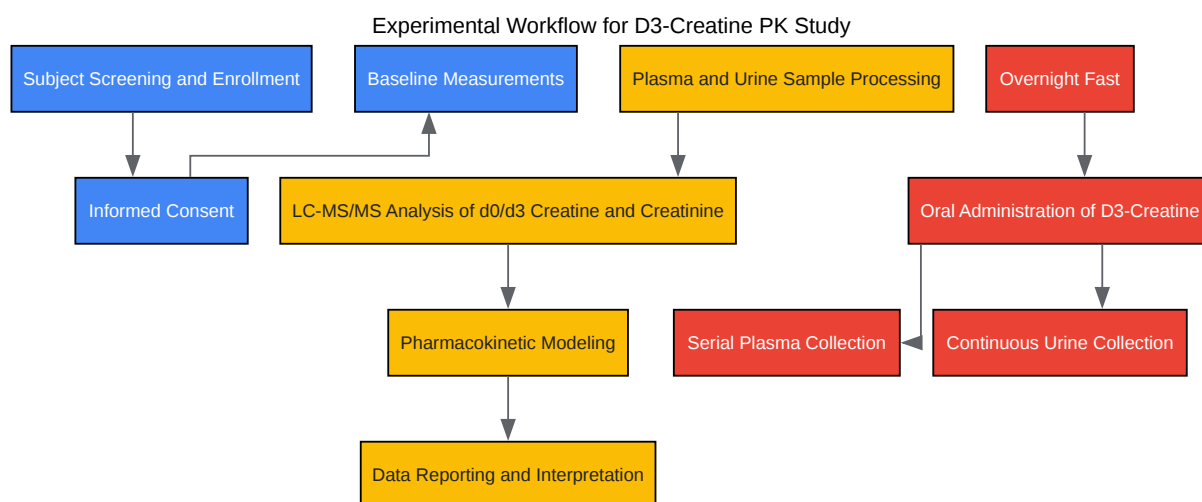 Experimental Workflow for D3-Creatine PK Study
Subject Screening and Enrollment
Baseline Measurements
Plasma and Urine Sample Processing
Overnight Fast
Informed Consent
LC-MS/MS Analysis of d0/d3 Creatine and Creatinine
Oral Administration of D3-Creatine
Pharmacokinetic Modeling
Serial Plasma Collection
Continuous Urine Collection
Data Reporting and Interpretation